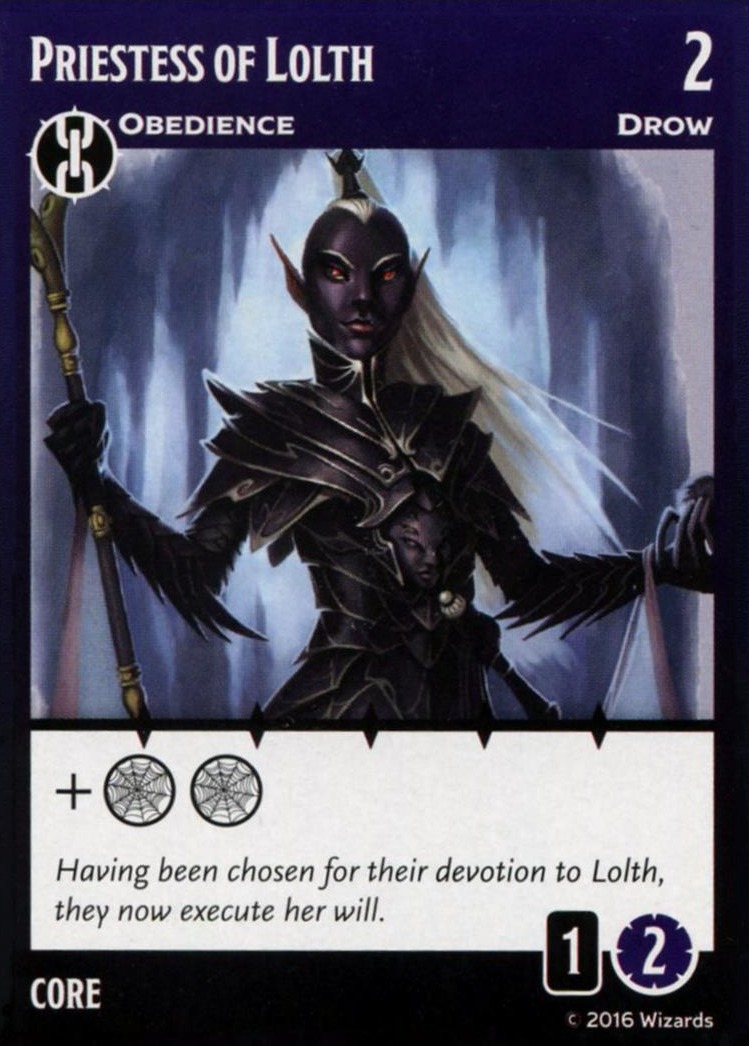 PRIESTESS OF LOLTH 2
OBEDIENCE DROW
+
Having been chosen for their devotion to Lolth,
they now execute her will.
1 2
CORE
© 2016 Wizards